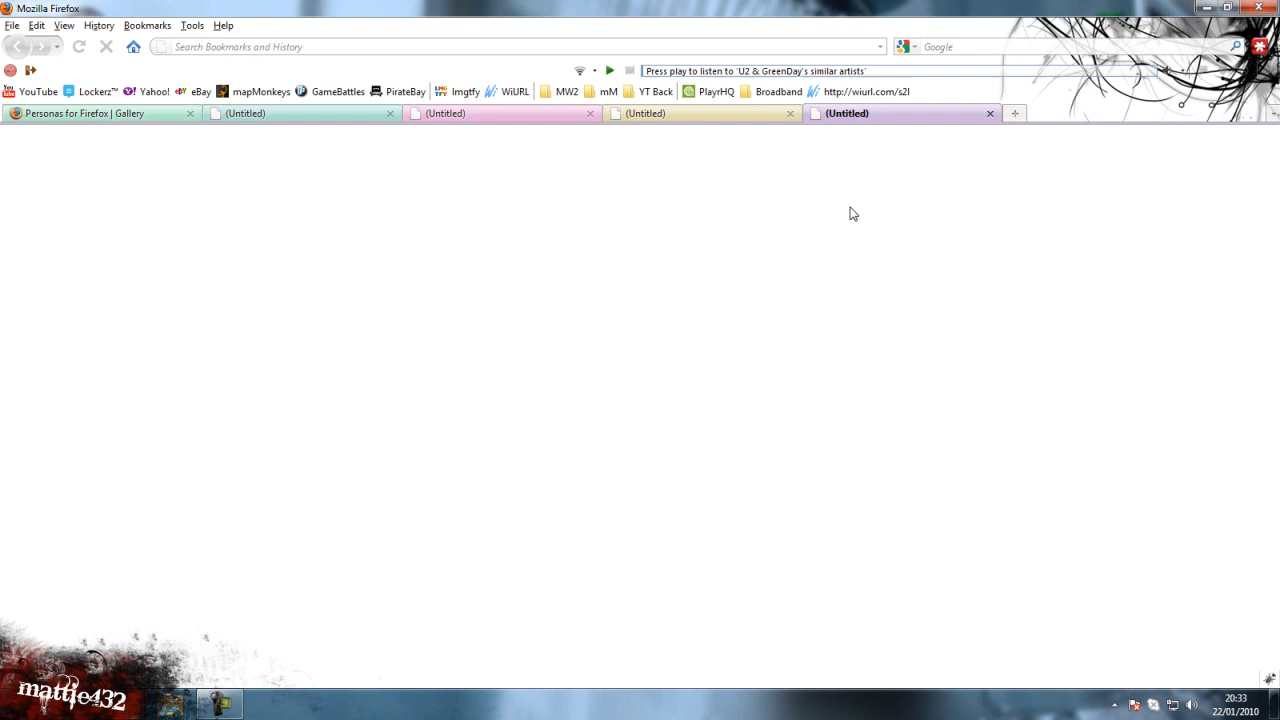 Mozilla Firefox
File Edit View History Bookmarks Tools Help
Search Bookmarks and History
Google
Press play to listen to 'U2 & GreenDay's similar artists'
YouTube Lockerz™ Yahoo! eBay mapMonkeys GameBattles PirateBay lmgtfy WiURL MW2 mM YT Back PlayrHQ Broadband http://wiurl.com/s2l
Personas for Firefox | Gallery (Untitled) (Untitled) (Untitled) (Untitled)
mattie432
20:33
22/01/2010